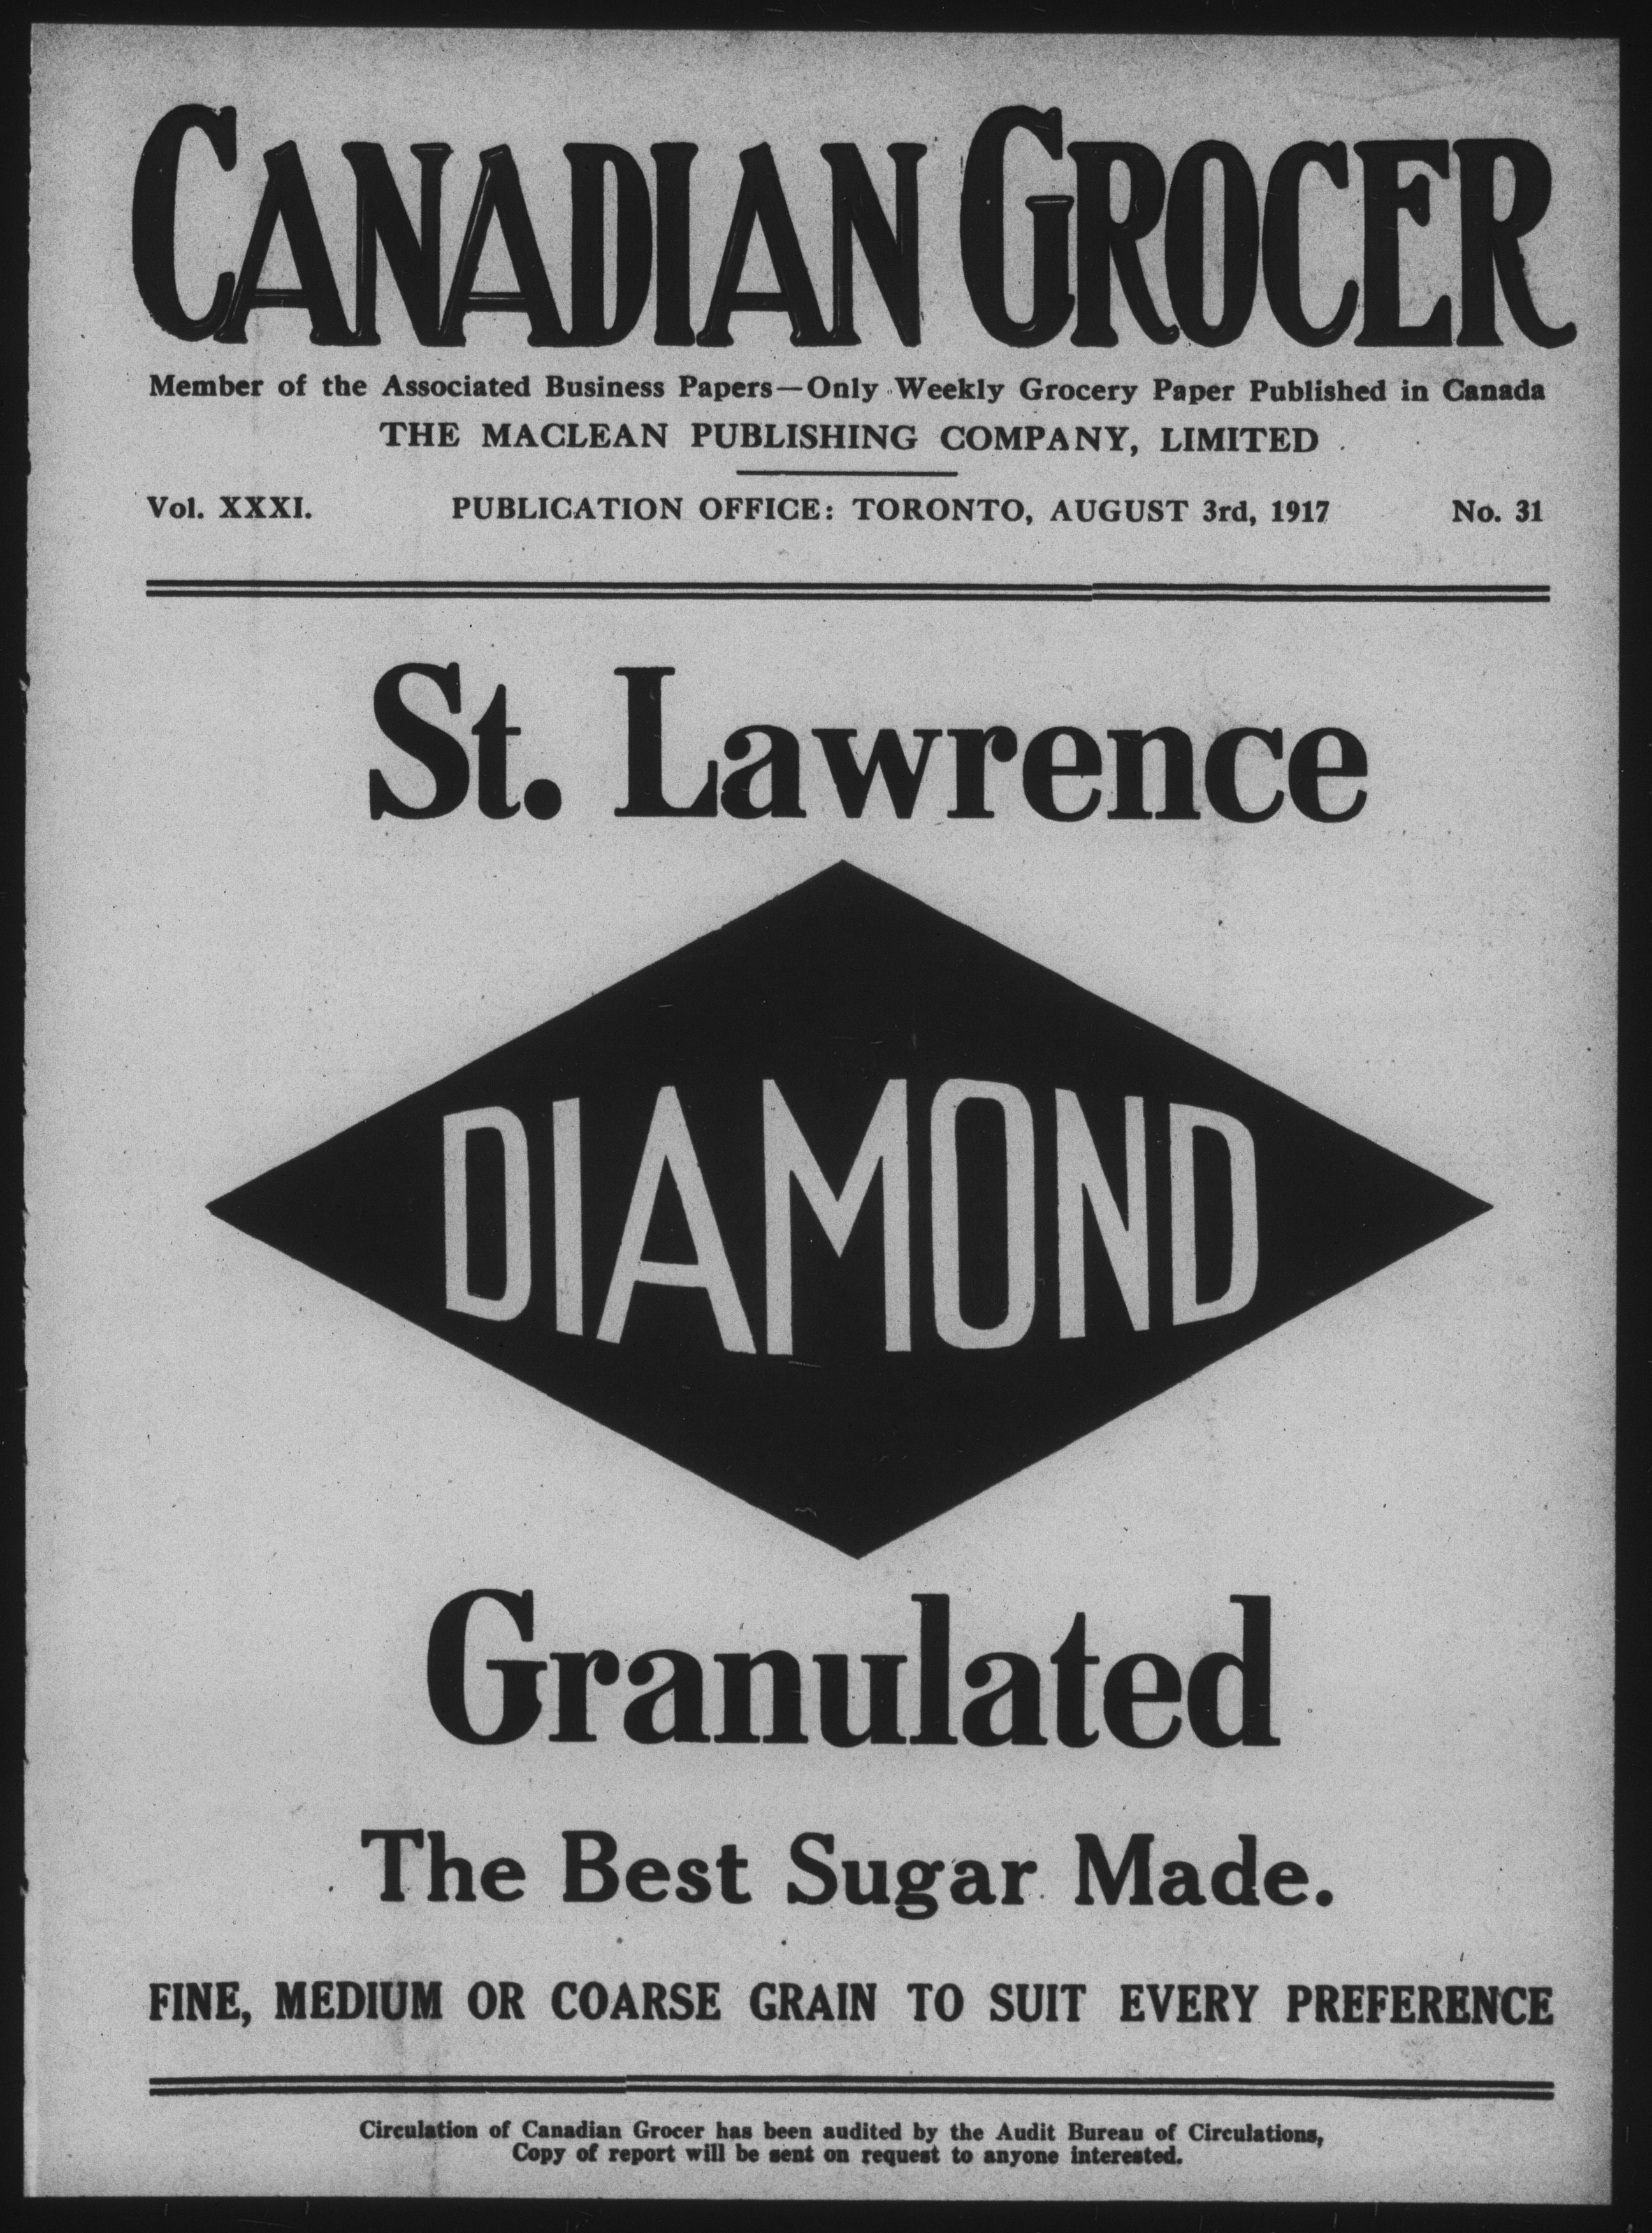 CANADIAN GROCER
Member of the Associated Business Papers—Only Weekly Grocery Paper Published in Canada
THE MACLEAN PUBLISHING COMPANY, LIMITED
Vol. XXXI. PUBLICATION OFFICE: TORONTO, AUGUST 3rd, 1917 No. 31
St. Lawrence
DIAMOND
Granulated
The Best Sugar Made.
FINE, MEDIUM OR COARSE GRAIN TO SUIT EVERY PREFERENCE
Circulation of Canadian Grocer has been audited by the Audit Bureau of Circulations,
Copy of report will be sent on request to anyone interested.